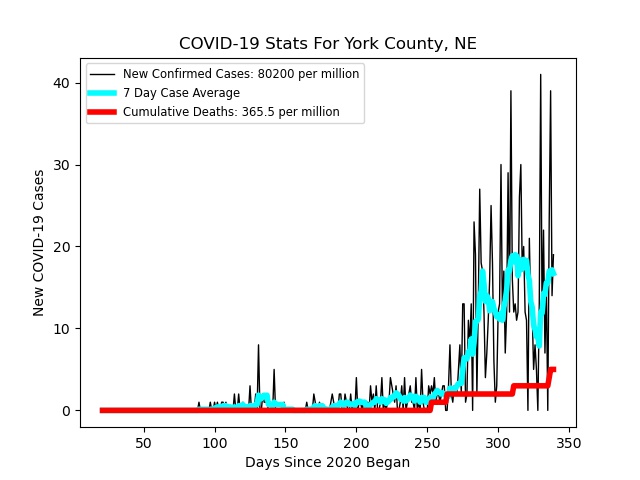 COVID-19 Stats For York County, NE
New Confirmed Cases: 80200 per million
7 Day Case Average
Cumulative Deaths: 365.5 per million
New COVID-19 Cases
40
30
20
10
0
50 100 150 200 250 300 350
Days Since 2020 Began